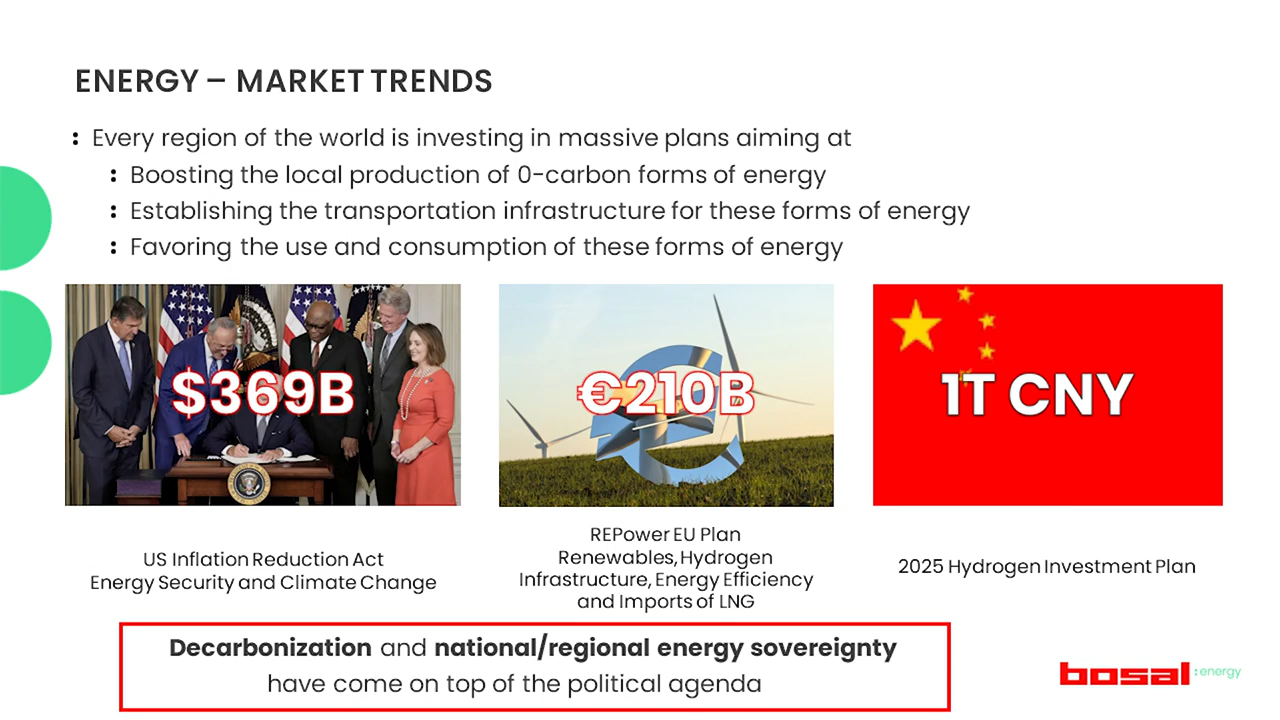 ENERGY – MARKET TRENDS
: Every region of the world is investing in massive plans aiming at
: Boosting the local production of 0-carbon forms of energy
: Establishing the transportation infrastructure for these forms of energy
: Favoring the use and consumption of these forms of energy
$369B
€210B
1T CNY
US Inflation Reduction Act
Energy Security and Climate Change
REPower EU Plan
Renewables, Hydrogen
Infrastructure, Energy Efficiency
and Imports of LNG
2025 Hydrogen Investment Plan
Decarbonization and national/regional energy sovereignty
have come on top of the political agenda
bosal :energy